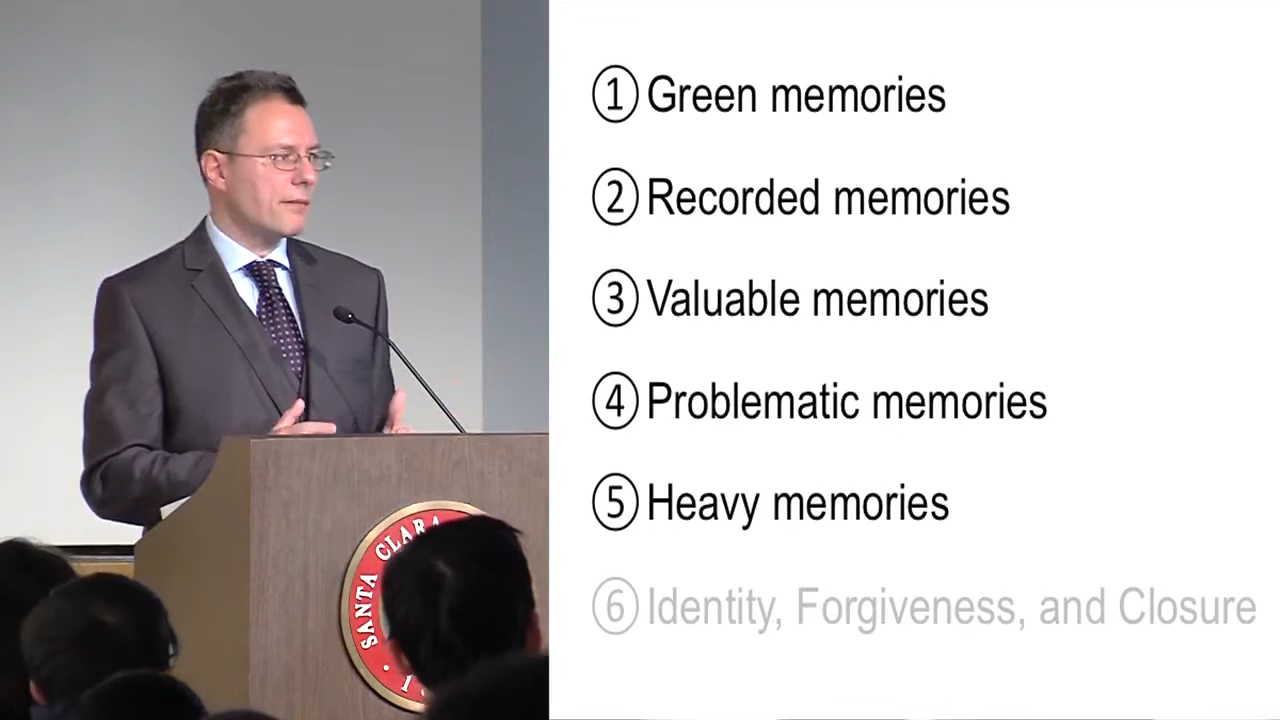 ① Green memories
② Recorded memories
③ Valuable memories
④ Problematic memories
⑤ Heavy memories
⑥ Identity, Forgiveness, and Closure
SANTA CLARA